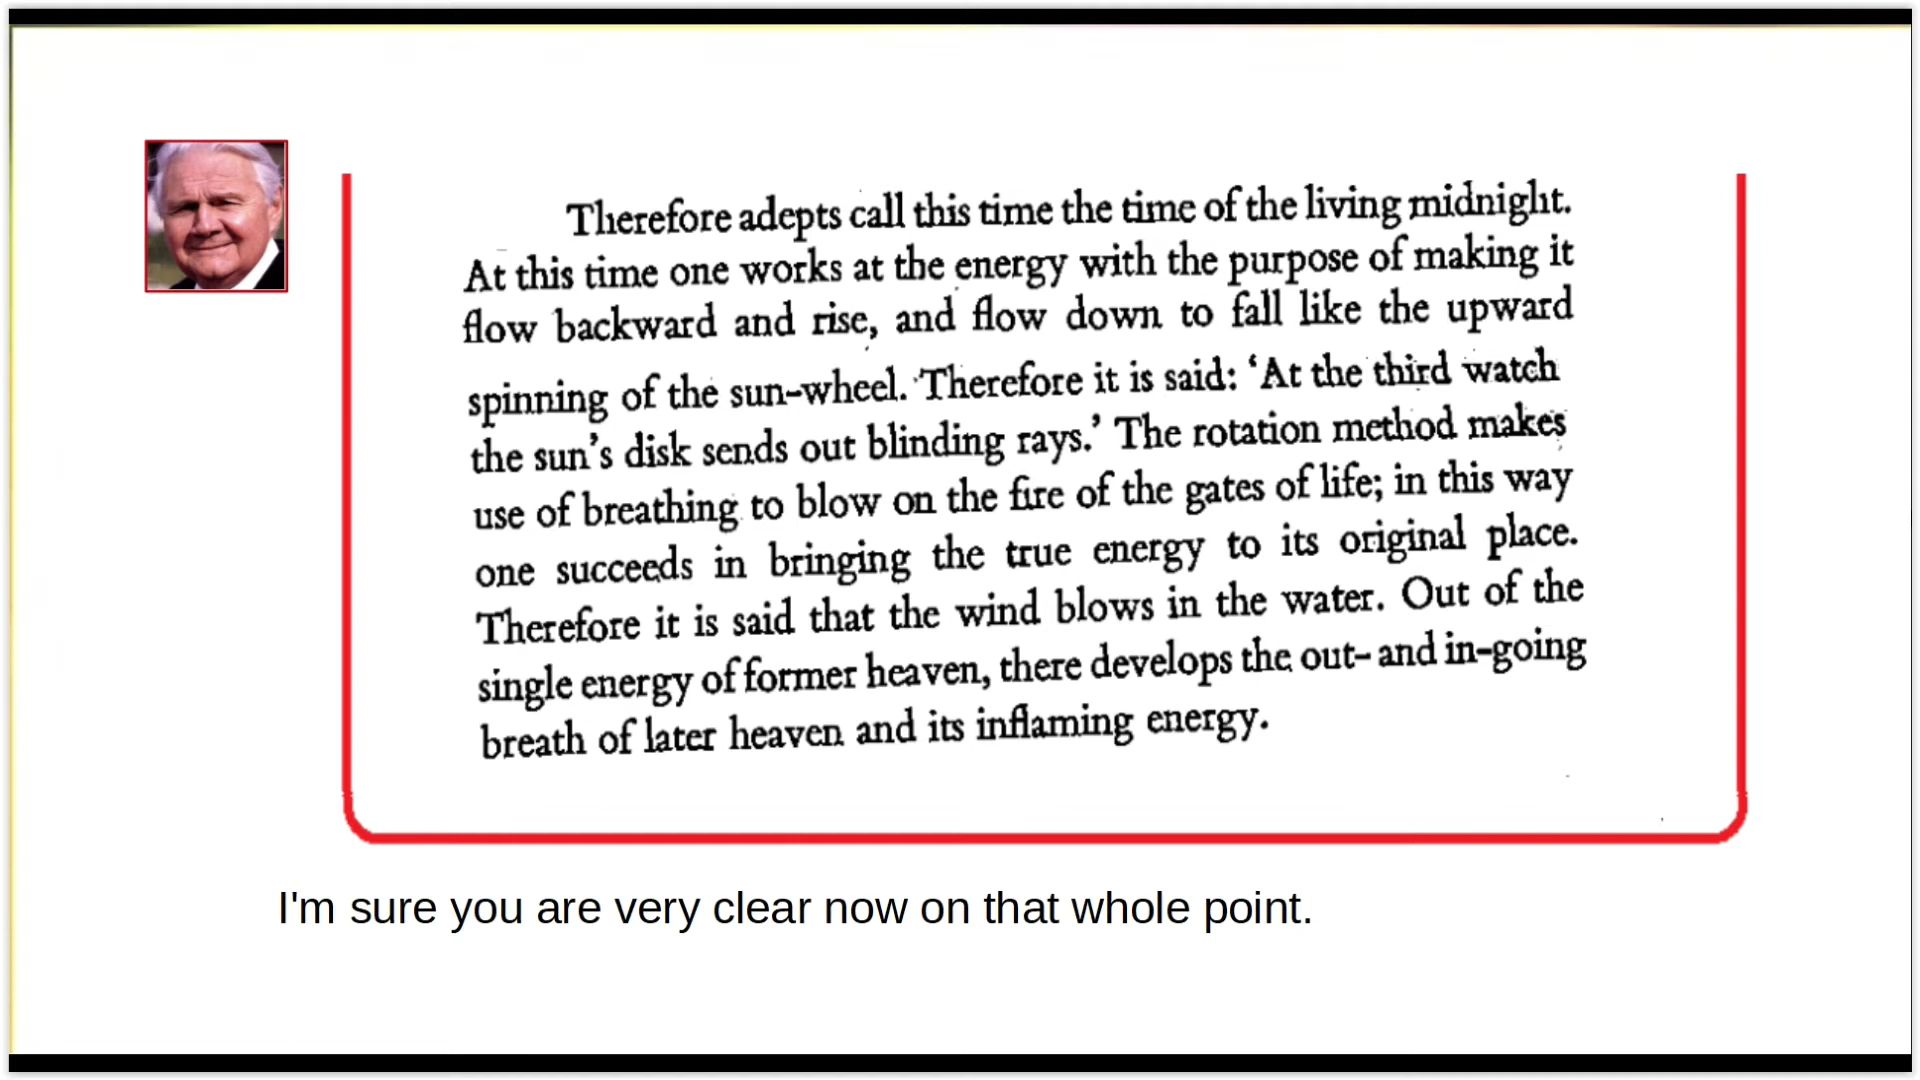 Therefore adepts call this time the time of the living midnight.
At this time one works at the energy with the purpose of making it
flow backward and rise, and flow down to fall like the upward
spinning of the sun-wheel. Therefore it is said: ‘At the third watch
the sun’s disk sends out blinding rays.’ The rotation method makes
use of breathing to blow on the fire of the gates of life; in this way
one succeeds in bringing the true energy to its original place.
Therefore it is said that the wind blows in the water. Out of the
single energy of former heaven, there develops the out- and in-going
breath of later heaven and its inflaming energy.
I'm sure you are very clear now on that whole point.